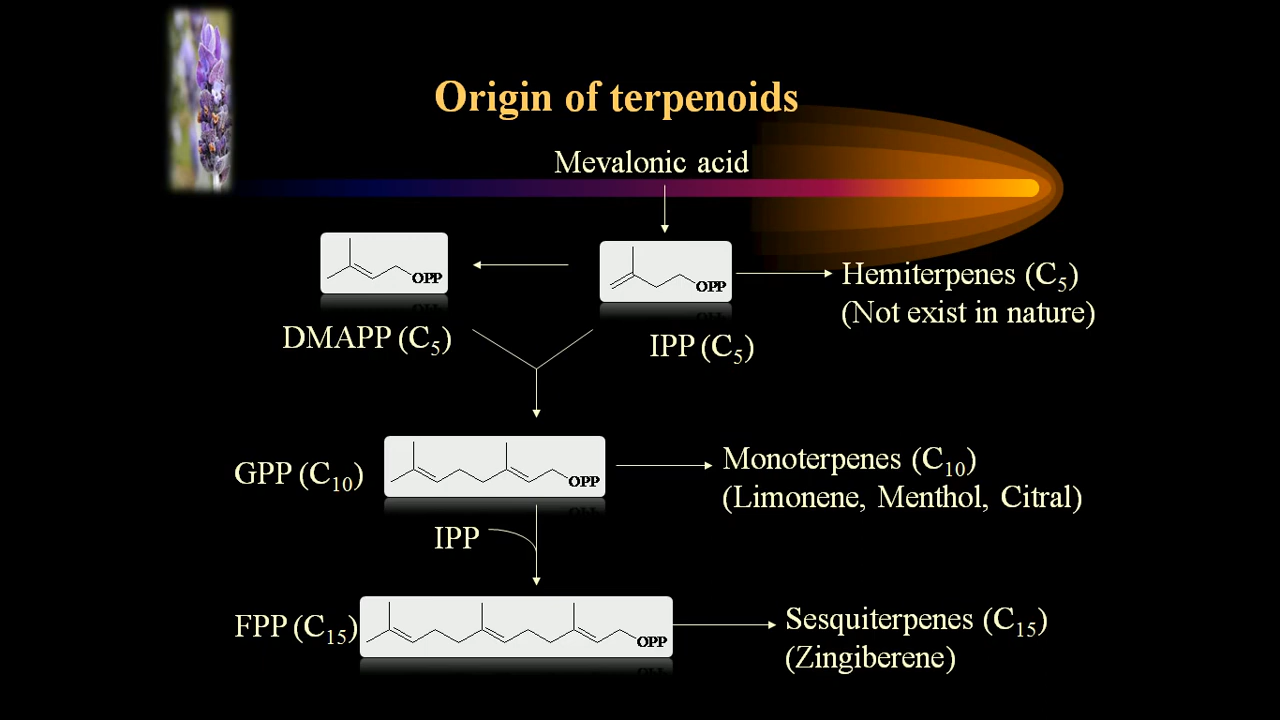 Origin of terpenoids
Mevalonic acid
OPP
OPP
DMAPP (C₅)
IPP (C₅)
Hemiterpenes (C₅)
(Not exist in nature)
GPP (C₁₀)
OPP
Monoterpenes (C₁₀)
(Limonene, Menthol, Citral)
IPP
FPP (C₁₅)
OPP
Sesquiterpenes (C₁₅)
(Zingiberene)